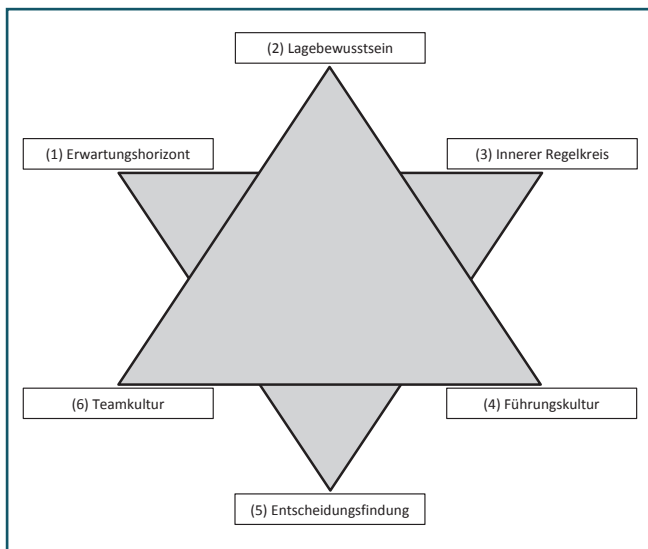 (2) Lagebewusstsein
(1) Erwartungshorizont
(3) Innerer Regelkreis
(6) Teamkultur
(4) Führungskultur
(5) Entscheidungsfindung